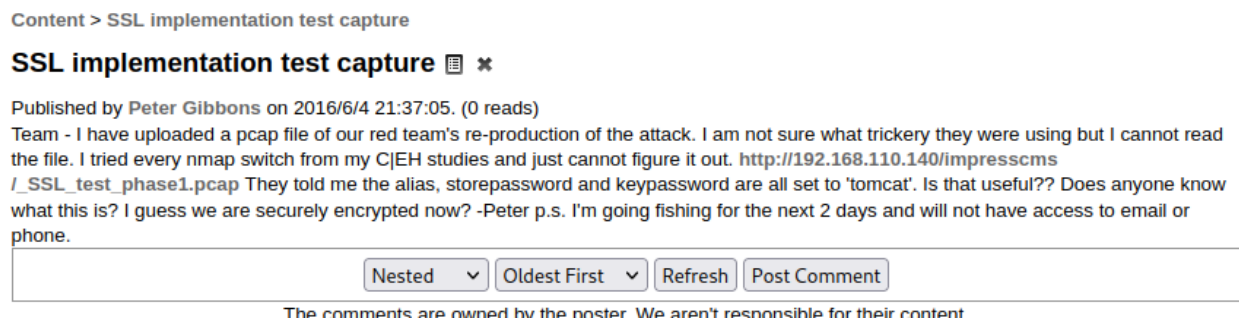 Content > SSL implementation test capture
SSL implementation test capture
Published by Peter Gibbons on 2016/6/4 21:37:05. (0 reads)
Team - I have uploaded a pcap file of our red team's re-production of the attack. I am not sure what trickery they were using but I cannot read
the file. I tried every nmap switch from my C|EH studies and just cannot figure it out. http://192.168.110.140/impresscms
/_SSL_test_phase1.pcap They told me the alias, storepassword and keypassword are all set to 'tomcat'. Is that useful?? Does anyone know
what this is? I guess we are securely encrypted now? -Peter p.s. I'm going fishing for the next 2 days and will not have access to email or
phone.
Nested Oldest First Refresh Post Comment
The comments are owned by the poster. We aren't responsible for their content.